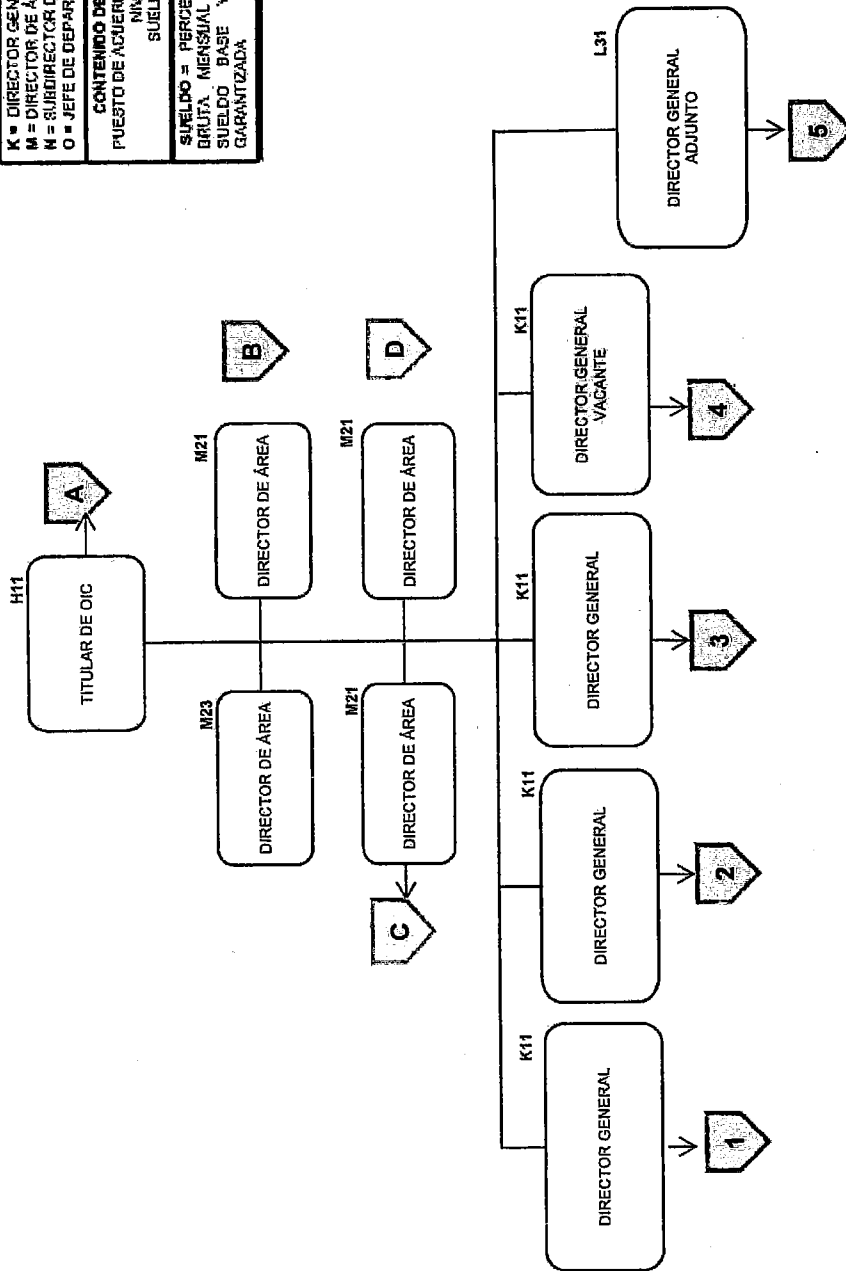 K = DIRECTOR GEN
M = DIRECTOR DE Á
N = SUBDIRECTOR D
O = JEFE DE DEPAR
CONTENIDO DE
PUESTO DE ACUER
NIV
SUEL
SUELDO = PERCE
BRUTA MENSUAL
SUELDO BASE Y
GARANTIZADA
H11
TITULAR DE OIC
A
M23
DIRECTOR DE ÁREA
M21
DIRECTOR DE ÁREA
B
C
M21
DIRECTOR DE ÁREA
M21
DIRECTOR DE ÁREA
D
K11
DIRECTOR GENERAL
1
K11
DIRECTOR GENERAL
2
K11
DIRECTOR GENERAL
3
K11
DIRECTOR GENERAL
VACANTE
4
L31
DIRECTOR GENERAL
ADJUNTO
5